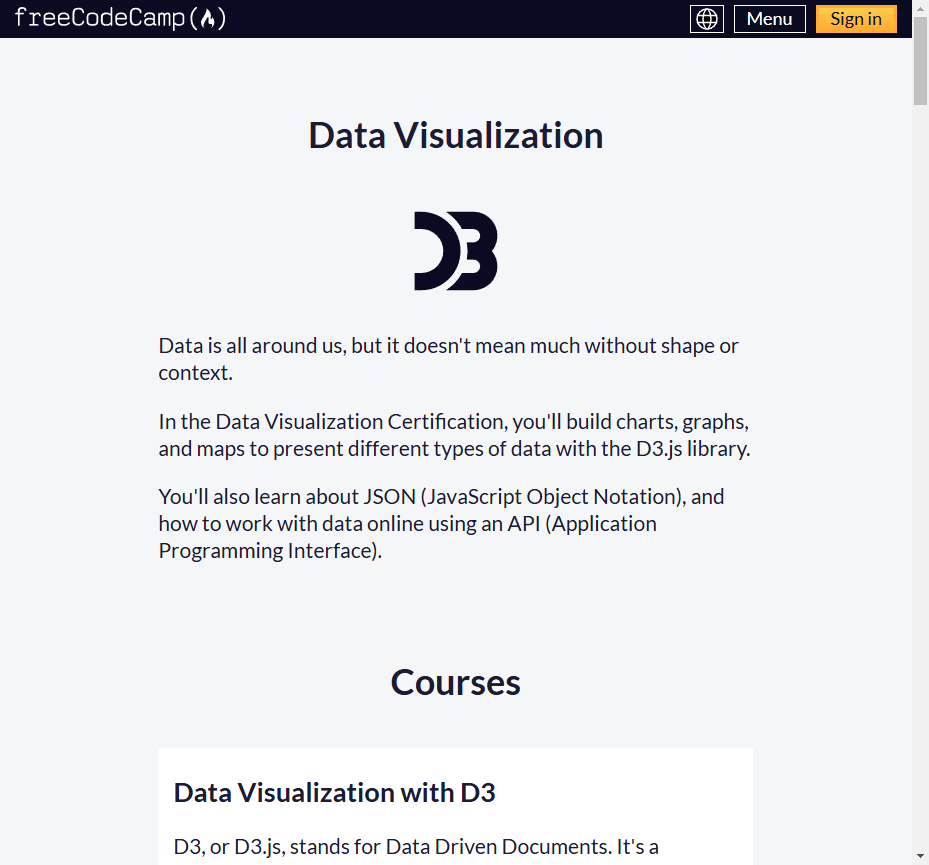 freeCodeCamp
Menu
Sign in
Data Visualization
D3
Data is all around us, but it doesn't mean much without shape or
context.
In the Data Visualization Certification, you'll build charts, graphs,
and maps to present different types of data with the D3.js library.
You'll also learn about JSON (JavaScript Object Notation), and
how to work with data online using an API (Application
Programming Interface).
Courses
Data Visualization with D3
D3, or D3.js, stands for Data Driven Documents. It's a